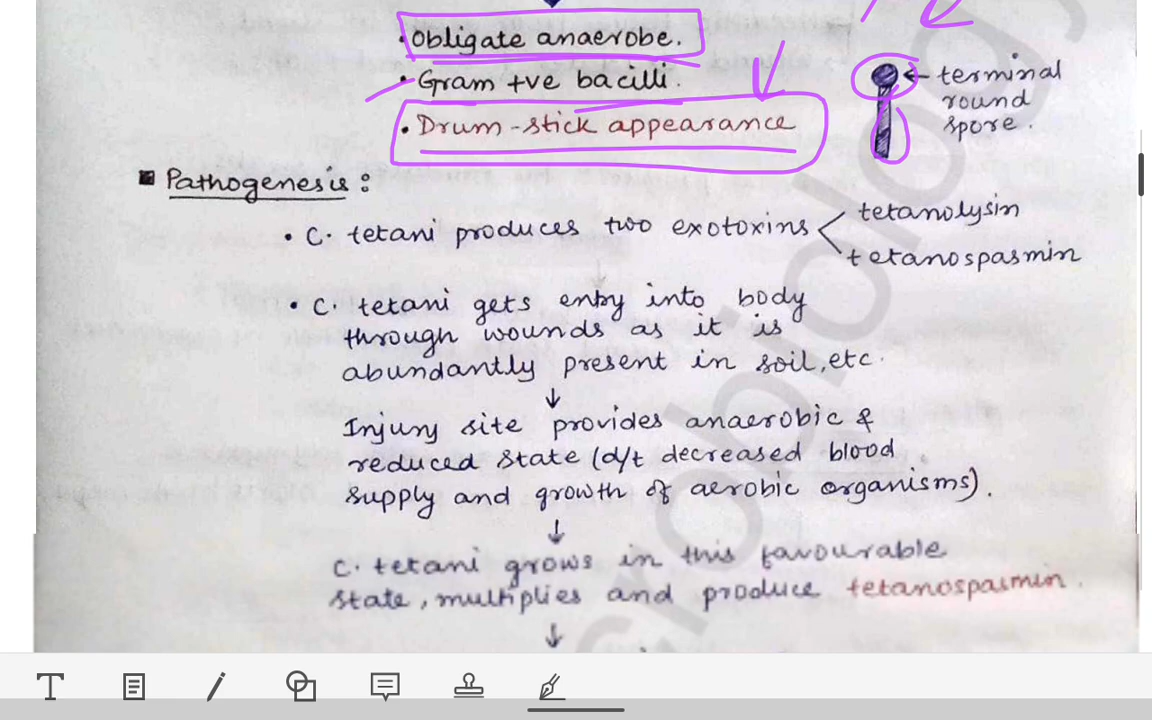 • Obligate anaerobe.
• Gram +ve bacilli.
• Drum-stick appearance
← terminal
round
spore.
■ Pathogenesis:
• C. tetani produces two exotoxins
tetanolysin
tetanospasmin
• C. tetani gets entry into body
through wounds as it is
abundantly present in soil, etc.
↓
Injury site provides anaerobic &
reduced state (d/t decreased blood
supply and growth of aerobic organisms).
↓
C. tetani grows in this favourable
state, multiplies and produce tetanospasmin.
↓
T